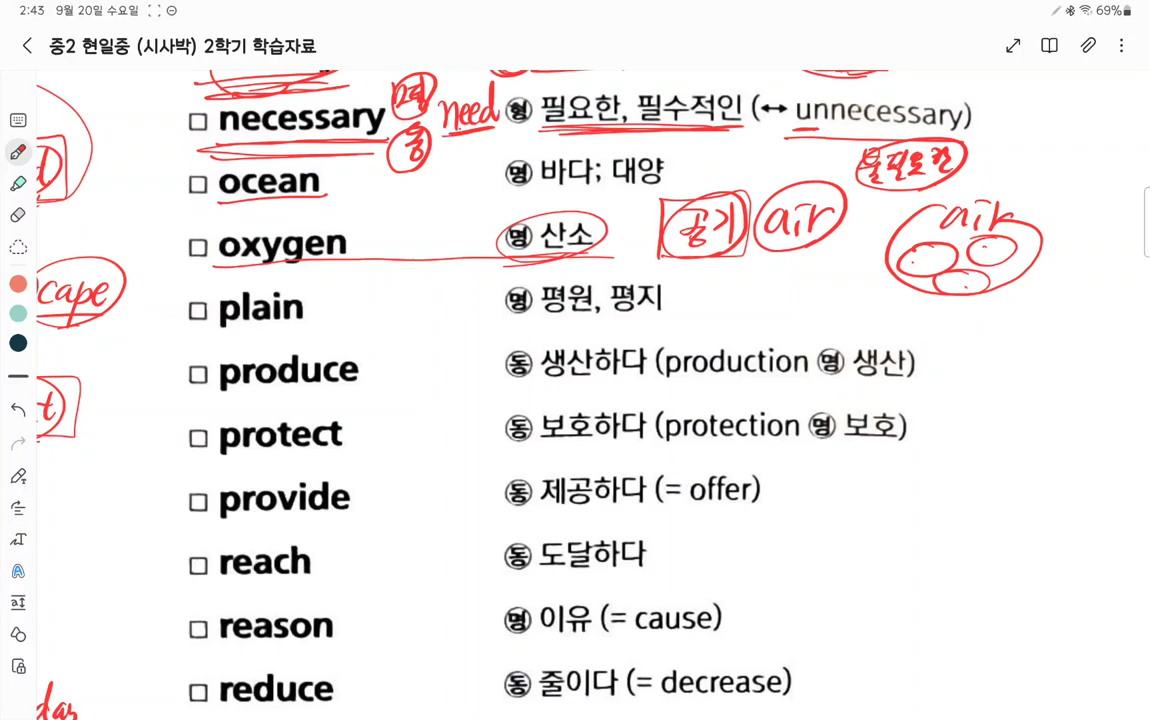 2:43 9월 20일 수요일 69%
중2 현일중 (시사박) 2학기 학습자료
necessary 명 동 need 형 필요한, 필수적인 (↔ unnecessary)
불필요한
ocean 명 바다; 대양
oxygen 명 산소 공기 air air
cape
plain 명 평원, 평지
produce 동 생산하다 (production 명 생산)
t
protect 동 보호하다 (protection 명 보호)
provide 동 제공하다 (= offer)
reach 동 도달하다
reason 명 이유 (= cause)
reduce 동 줄이다 (= decrease)